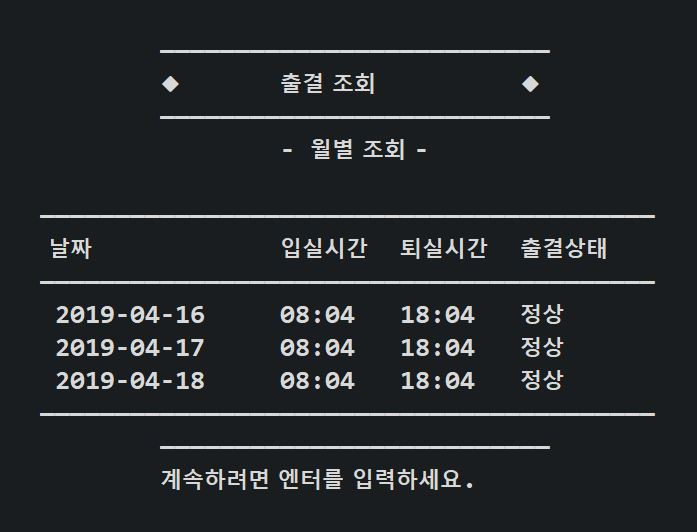 ◆ 출결 조회 ◆
- 월별 조회 -
날짜 입실시간 퇴실시간 출결상태
2019-04-16 08:04 18:04 정상
2019-04-17 08:04 18:04 정상
2019-04-18 08:04 18:04 정상
계속하려면 엔터를 입력하세요.